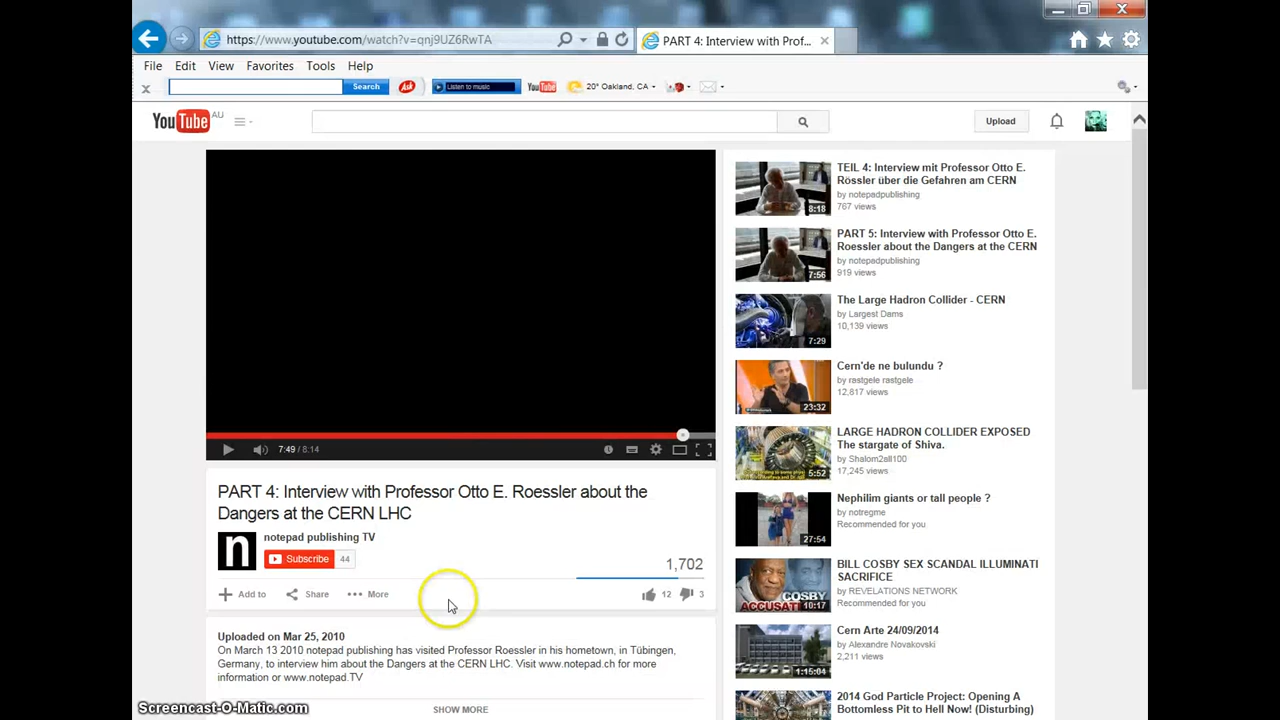 https://www.youtube.com/watch?v=qnj9UZ6RwTA
PART 4: Interview with Prof...
File Edit View Favorites Tools Help
Search Ask Listen to music YouTube 20° Oakland, CA
YouTube AU
Upload
7:49 / 8:14
PART 4: Interview with Professor Otto E. Roessler about the
Dangers at the CERN LHC
n
notepad publishing TV
Subscribe 44
1,702
Add to Share More 12 3
Uploaded on Mar 25, 2010
On March 13 2010 notepad publishing has visited Professor Roessler in his hometown, in Tübingen,
Germany, to interview him about the Dangers at the CERN LHC. Visit www.notepad.ch for more
information or www.notepad.TV
SHOW MORE
TEIL 4: Interview mit Professor Otto E.
Rössler über die Gefahren am CERN
by notepadpublishing
767 views
8:18
PART 5: Interview with Professor Otto E.
Roessler about the Dangers at the CERN
by notepadpublishing
919 views
7:56
The Large Hadron Collider - CERN
by Largest Dams
10,139 views
7:29
Cern'de ne bulundu ?
by rastgele rastgele
12,817 views
23:32
LARGE HADRON COLLIDER EXPOSED
The stargate of Shiva.
by Shalom2all100
17,245 views
5:52
Nephilim giants or tall people ?
by notregme
Recommended for you
27:54
BILL COSBY SEX SCANDAL ILLUMINATI
SACRIFICE
by REVELATIONS NETWORK
Recommended for you
COSBY
ACCUSAT
10:17
Cern Arte 24/09/2014
by Alexandre Novakovski
2,211 views
1:15:04
2014 God Particle Project: Opening A
Bottomless Pit to Hell Now! (Disturbing)
Screencast-O-Matic.com